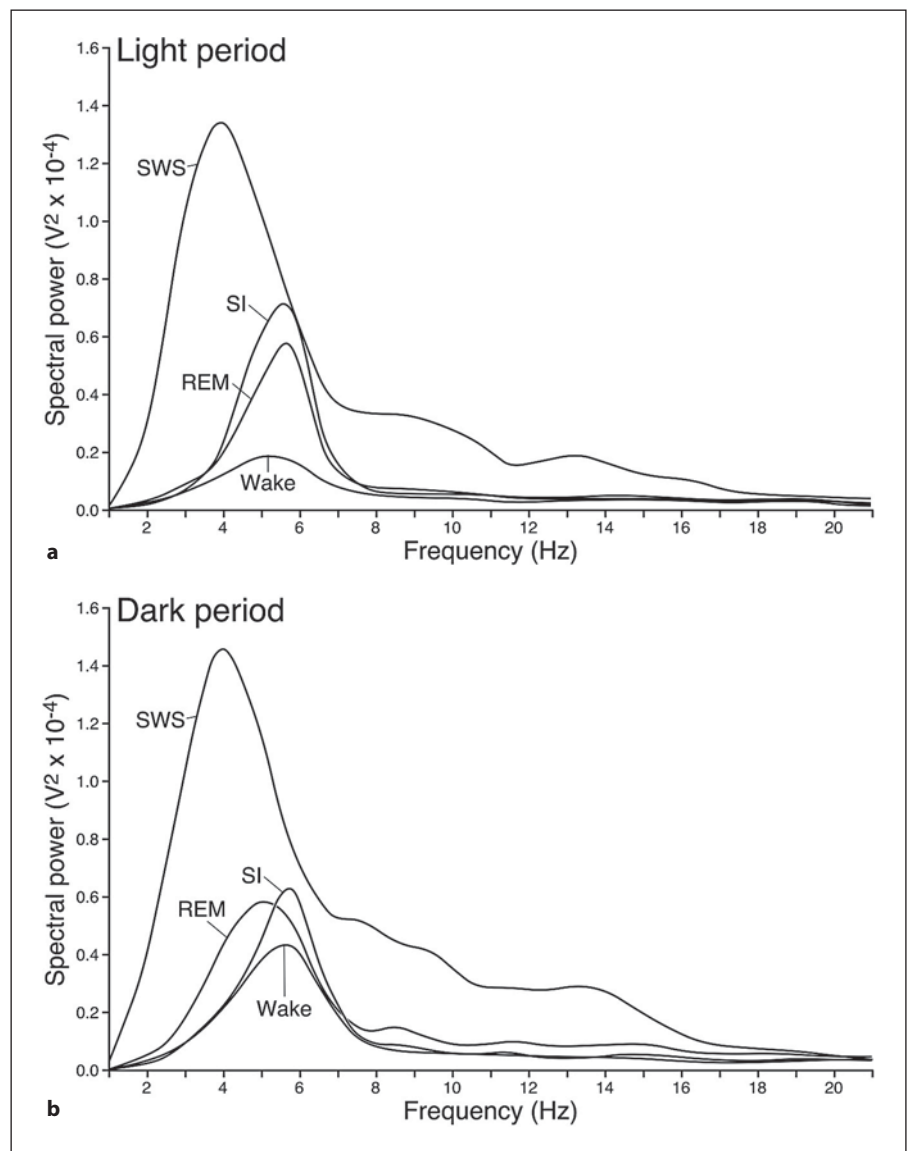 Light period
1.6
1.4
1.2
1.0
0.8
0.6
0.4
0.2
0.0
Spectral power (V² x 10⁻⁴)
SWS
SI
REM
Wake
2 4 6 8 10 12 14 16 18 20
a
Frequency (Hz)
Dark period
1.6
1.4
1.2
1.0
0.8
0.6
0.4
0.2
0.0
Spectral power (V² x 10⁻⁴)
SWS
SI
REM
Wake
2 4 6 8 10 12 14 16 18 20
b
Frequency (Hz)